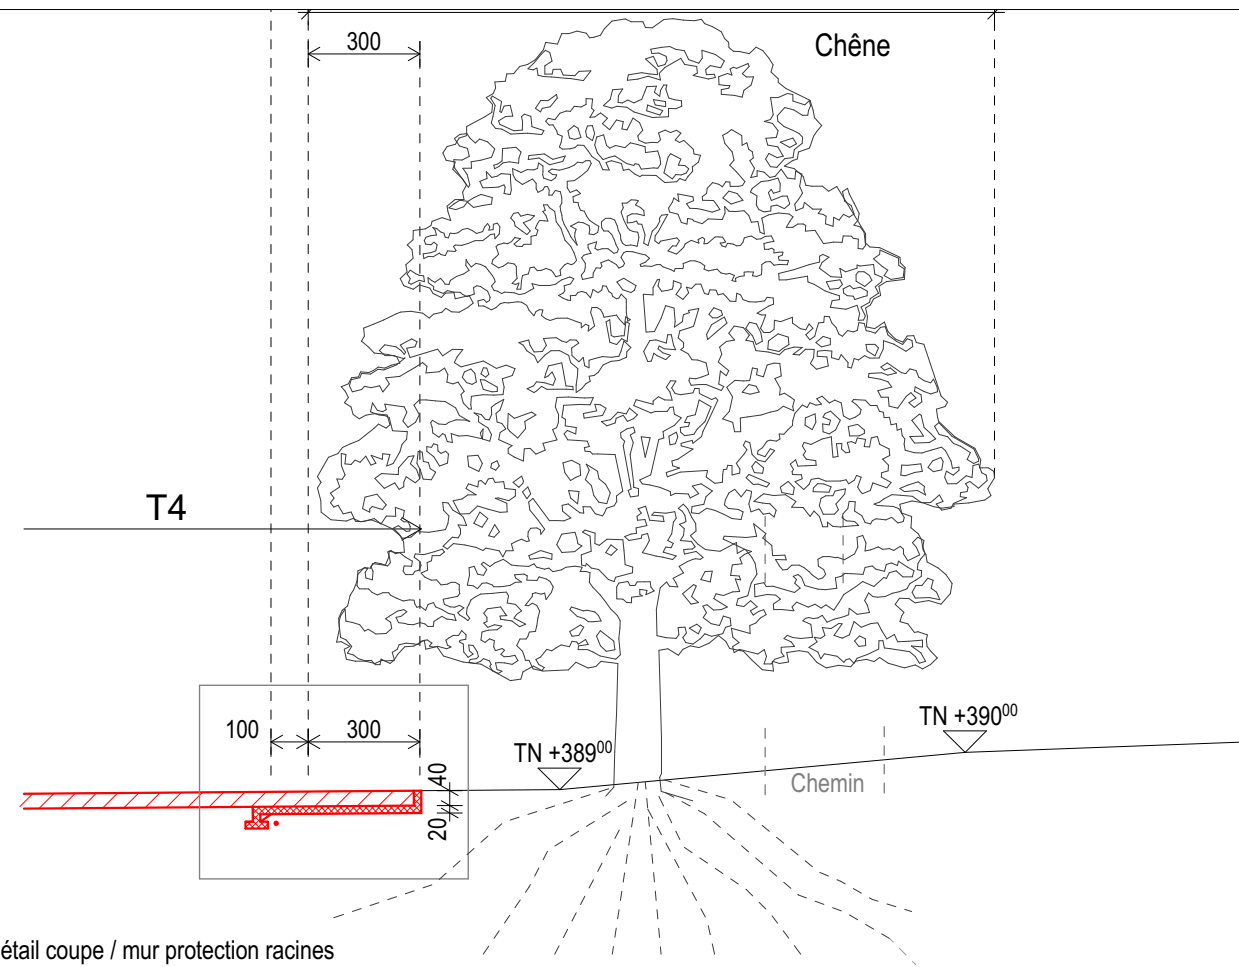 300
Chêne
T4
100
300
TN +389⁰⁰
TN +390⁰⁰
40
Chemin
20
étail coupe / mur protection racines